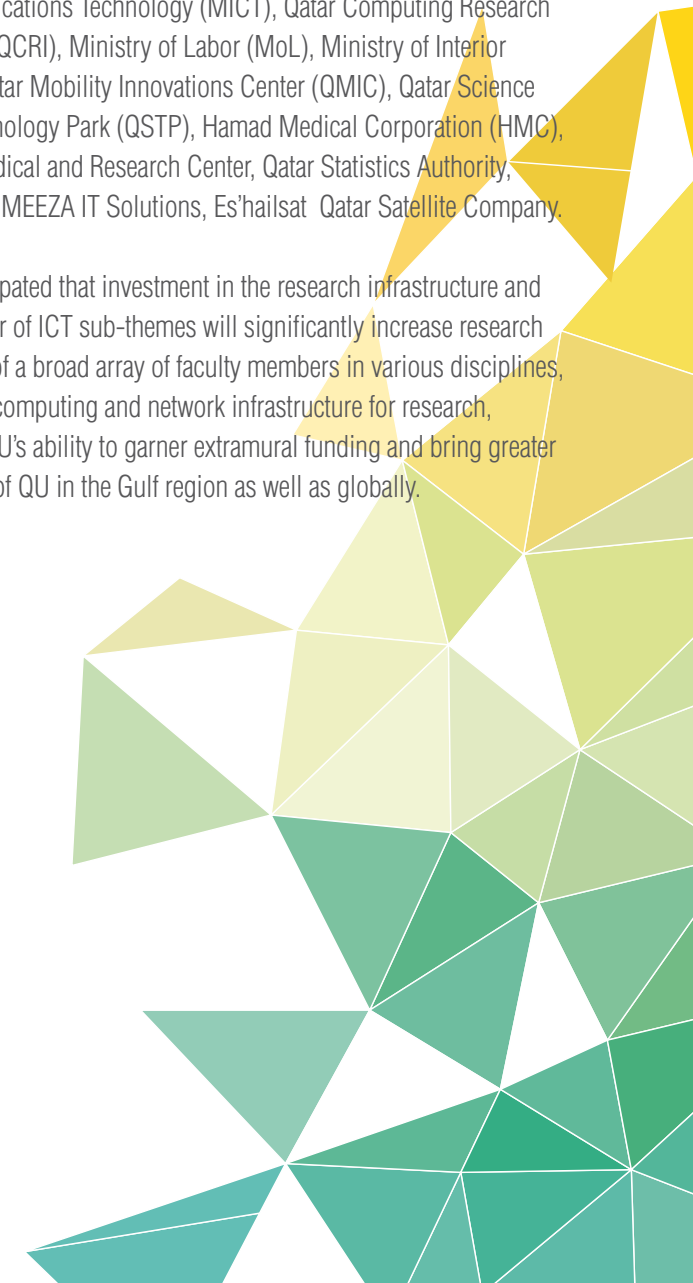 cations Technology (MICT), Qatar Computing Research
QCRI), Ministry of Labor (MoL), Ministry of Interior
tar Mobility Innovations Center (QMIC), Qatar Science
nology Park (QSTP), Hamad Medical Corporation (HMC),
dical and Research Center, Qatar Statistics Authority,
MEEZA IT Solutions, Es'hailsat Qatar Satellite Company.
pated that investment in the research infrastructure and
r of ICT sub-themes will significantly increase research
of a broad array of faculty members in various disciplines,
computing and network infrastructure for research,
U's ability to garner extramural funding and bring greater
of QU in the Gulf region as well as globally.